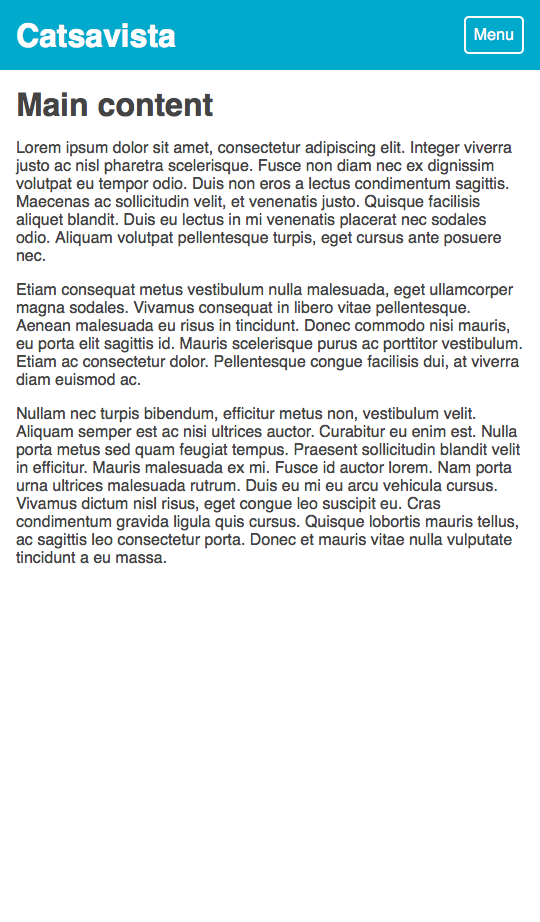 Catsavista
Menu
Main content
Lorem ipsum dolor sit amet, consectetur adipiscing elit. Integer viverra
justo ac nisl pharetra scelerisque. Fusce non diam nec ex dignissim
volutpat eu tempor odio. Duis non eros a lectus condimentum sagittis.
Maecenas ac sollicitudin velit, et venenatis justo. Quisque facilisis
aliquet blandit. Duis eu lectus in mi venenatis placerat nec sodales
odio. Aliquam volutpat pellentesque turpis, eget cursus ante posuere
nec.
Etiam consequat metus vestibulum nulla malesuada, eget ullamcorper
magna sodales. Vivamus consequat in libero vitae pellentesque.
Aenean malesuada eu risus in tincidunt. Donec commodo nisi mauris,
eu porta elit sagittis id. Mauris scelerisque purus ac porttitor vestibulum.
Etiam ac consectetur dolor. Pellentesque congue facilisis dui, at viverra
diam euismod ac.
Nullam nec turpis bibendum, efficitur metus non, vestibulum velit.
Aliquam semper est ac nisi ultrices auctor. Curabitur eu enim est. Nulla
porta metus sed quam feugiat tempus. Praesent sollicitudin blandit velit
in efficitur. Mauris malesuada ex mi. Fusce id auctor lorem. Nam porta
urna ultrices malesuada rutrum. Duis eu mi eu arcu vehicula cursus.
Vivamus dictum nisl risus, eget congue leo suscipit eu. Cras
condimentum gravida ligula quis cursus. Quisque lobortis mauris tellus,
ac sagittis leo consectetur porta. Donec et mauris vitae nulla vulputate
tincidunt a eu massa.